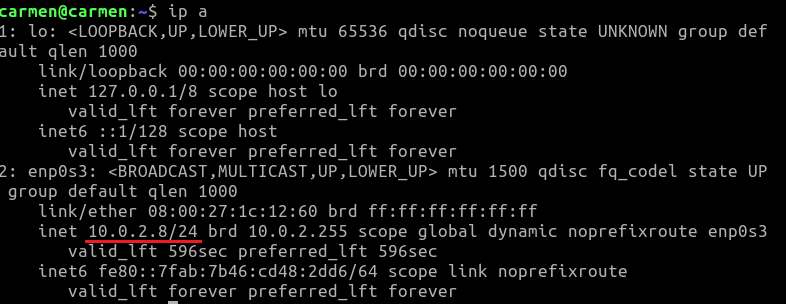 carmen@carmen:~$ ip a
1: lo: <LOOPBACK,UP,LOWER_UP> mtu 65536 qdisc noqueue state UNKNOWN group def
ault qlen 1000
    link/loopback 00:00:00:00:00:00 brd 00:00:00:00:00:00
    inet 127.0.0.1/8 scope host lo
       valid_lft forever preferred_lft forever
    inet6 ::1/128 scope host
       valid_lft forever preferred_lft forever
2: enp0s3: <BROADCAST,MULTICAST,UP,LOWER_UP> mtu 1500 qdisc fq_codel state UP
 group default qlen 1000
    link/ether 08:00:27:1c:12:60 brd ff:ff:ff:ff:ff:ff
    inet 10.0.2.8/24 brd 10.0.2.255 scope global dynamic noprefixroute enp0s3
       valid_lft 596sec preferred_lft 596sec
    inet6 fe80::7fab:7b46:cd48:2dd6/64 scope link noprefixroute
       valid_lft forever preferred_lft forever